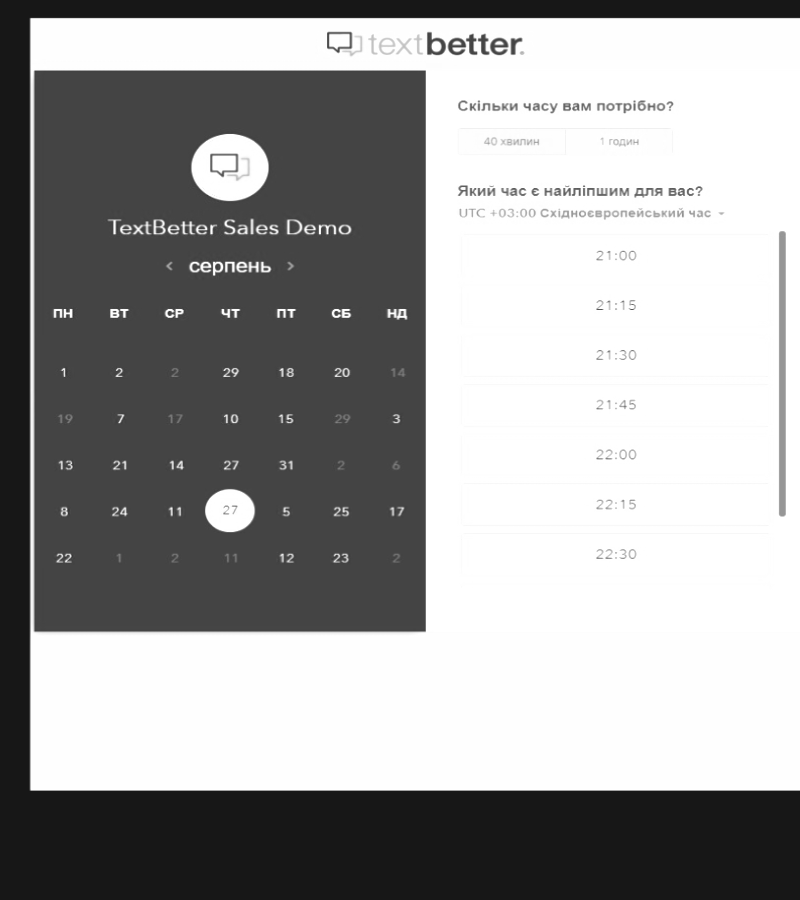 textbetter.
TextBetter Sales Demo
< серпень >
ПН ВТ СР ЧТ ПТ СБ НД
1 2 2 29 18 20 14
19 7 17 10 15 29 3
13 21 14 27 31 2 6
8 24 11 27 5 25 17
22 1 2 11 12 23 2
Скільки часу вам потрібно?
40 хвилин 1 годин
Який час є найліпшим для вас?
UTC +03:00 Східноєвропейський час
21:00
21:15
21:30
21:45
22:00
22:15
22:30